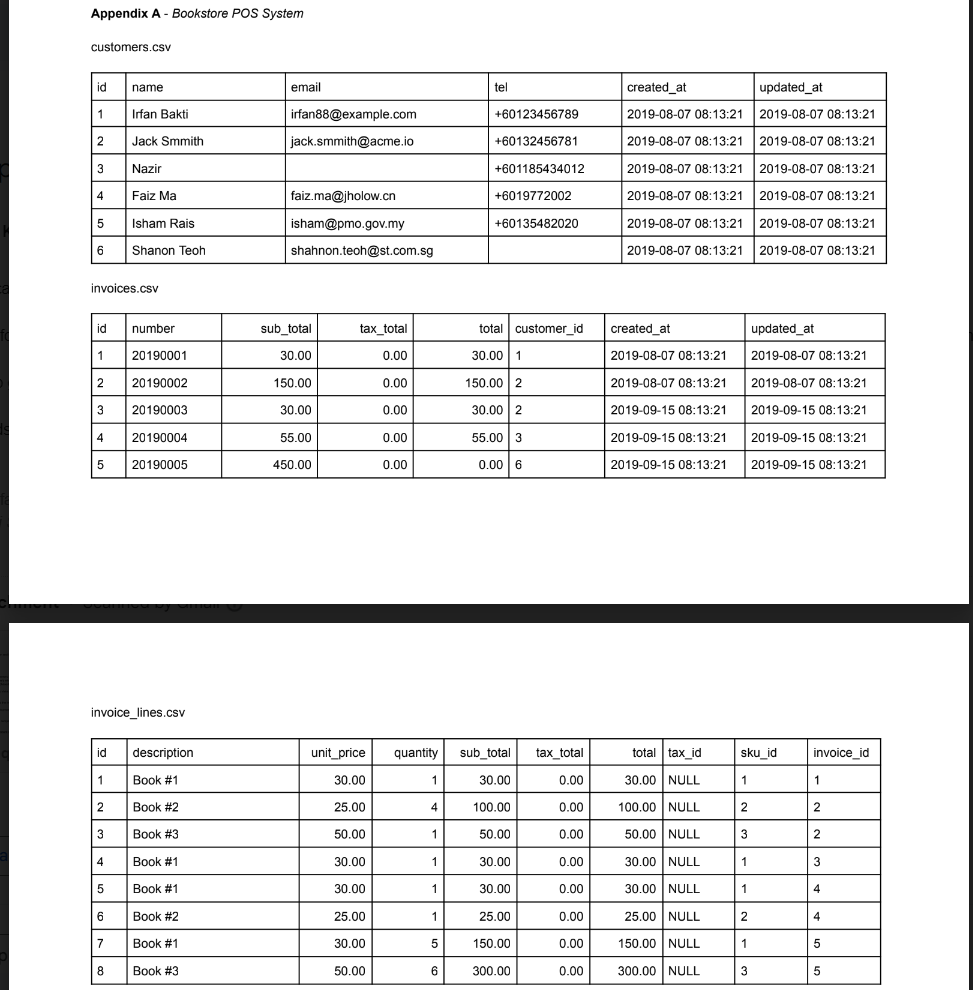 Appendix A - Bookstore POS System
customers.csv
id name email tel created_at updated_at
1 Irfan Bakti irfan88@example.com +60123456789 2019-08-07 08:13:21 2019-08-07 08:13:21
2 Jack Smmith jack.smmith@acme.io +60132456781 2019-08-07 08:13:21 2019-08-07 08:13:21
3 Nazir +601185434012 2019-08-07 08:13:21 2019-08-07 08:13:21
4 Faiz Ma faiz.ma@jholow.cn +6019772002 2019-08-07 08:13:21 2019-08-07 08:13:21
5 Isham Rais isham@pmo.gov.my +60135482020 2019-08-07 08:13:21 2019-08-07 08:13:21
6 Shanon Teoh shahnon.teoh@st.com.sg 2019-08-07 08:13:21 2019-08-07 08:13:21
invoices.csv
id number sub_total tax_total total customer_id created_at updated_at
1 20190001 30.00 0.00 30.00 1 2019-08-07 08:13:21 2019-08-07 08:13:21
2 20190002 150.00 0.00 150.00 2 2019-08-07 08:13:21 2019-08-07 08:13:21
3 20190003 30.00 0.00 30.00 2 2019-09-15 08:13:21 2019-09-15 08:13:21
4 20190004 55.00 0.00 55.00 3 2019-09-15 08:13:21 2019-09-15 08:13:21
5 20190005 450.00 0.00 0.00 6 2019-09-15 08:13:21 2019-09-15 08:13:21
invoice_lines.csv
id description unit_price quantity sub_total tax_total total tax_id sku_id invoice_id
1 Book #1 30.00 1 30.00 0.00 30.00 NULL 1 1
2 Book #2 25.00 4 100.00 0.00 100.00 NULL 2 2
3 Book #3 50.00 1 50.00 0.00 50.00 NULL 3 2
4 Book #1 30.00 1 30.00 0.00 30.00 NULL 1 3
5 Book #1 30.00 1 30.00 0.00 30.00 NULL 1 4
6 Book #2 25.00 1 25.00 0.00 25.00 NULL 2 4
7 Book #1 30.00 5 150.00 0.00 150.00 NULL 1 5
8 Book #3 50.00 6 300.00 0.00 300.00 NULL 3 5